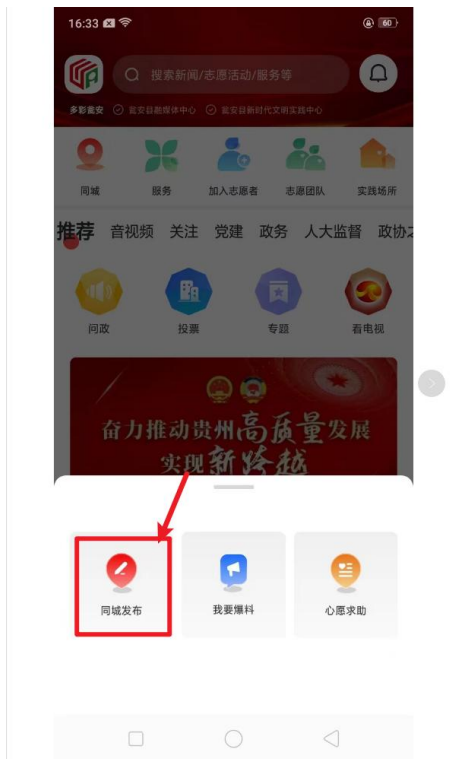 16:33
60
搜索新闻/志愿活动/服务等
多彩瓮安 瓮安县融媒体中心 瓮安县新时代文明实践中心
同城 服务 加入志愿者 志愿团队 实践场所
推荐 音视频 关注 党建 政务 人大监督 政协之
问政 投票 专题 看电视
奋力推动贵州高质量发展
实现新跨越
同城发布 我要爆料 心愿求助